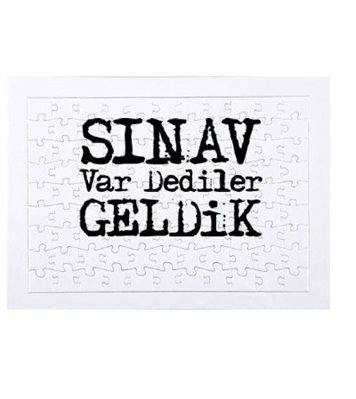 SINAV
Var Dediler
GELDiK